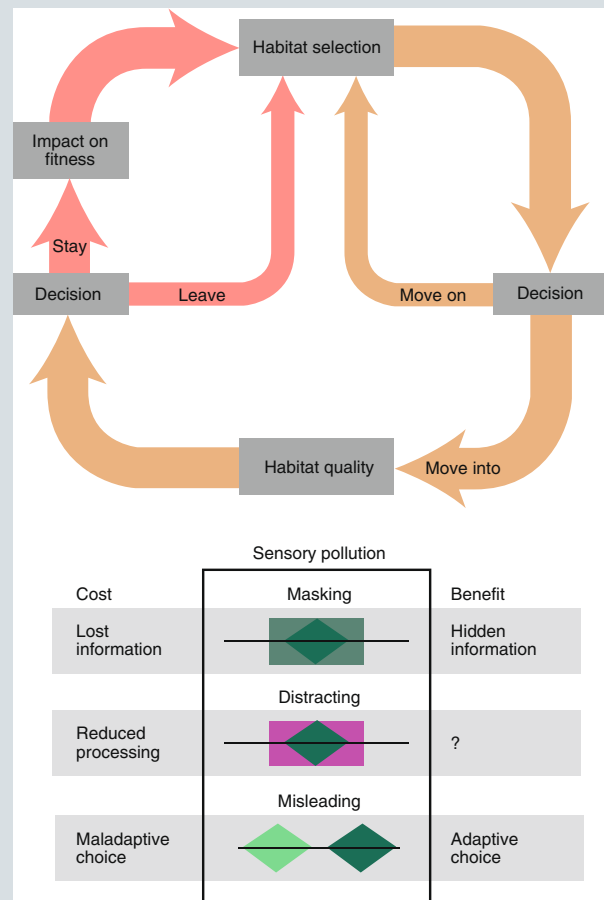 Habitat selection
Impact on
fitness
Stay
Decision
Leave
Move on
Decision
Habitat quality
Move into
Sensory pollution
Cost
Masking
Benefit
Lost
information
Hidden
information
Distracting
Reduced
processing
?
Misleading
Maladaptive
choice
Adaptive
choice